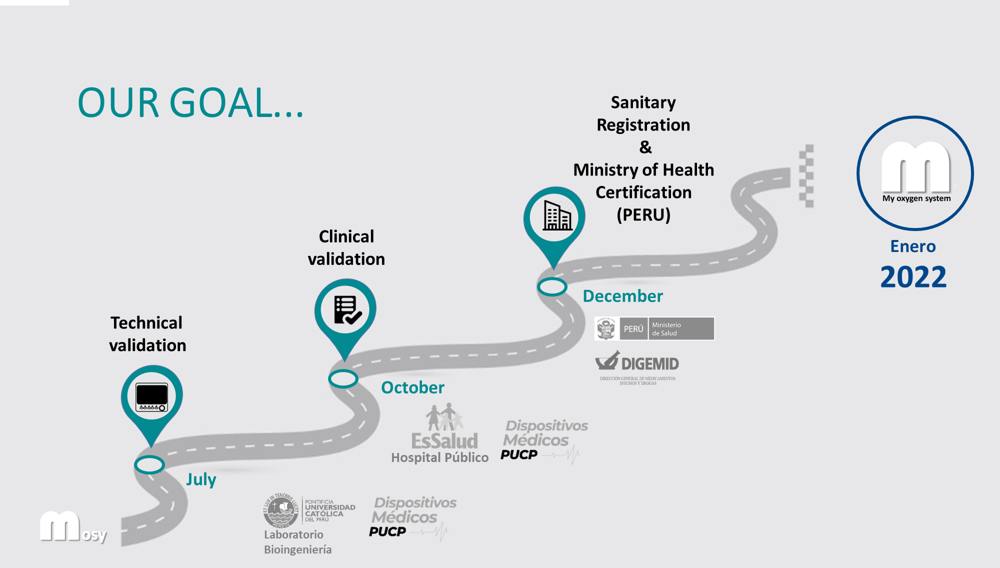 OUR GOAL...
Sanitary
Registration
&
Ministry of Health
Certification
(PERU)
m
My oxygen system
Enero
2022
Clinical
validation
December
PERÚ
Ministerio
de Salud
DIGEMID
DIRECCIÓN GENERAL DE MEDICAMENTOS
INSUMOS Y DROGAS
Technical
validation
October
EsSalud
Hospital Público
Dispositivos
Médicos
PUCP
July
ET LUX IN TENEBRIS LUCET
MCMXVII
PONTIFICIA
UNIVERSIDAD
CATÓLICA
DEL PERÚ
Laboratorio
Bioingeniería
Dispositivos
Médicos
PUCP
mosy